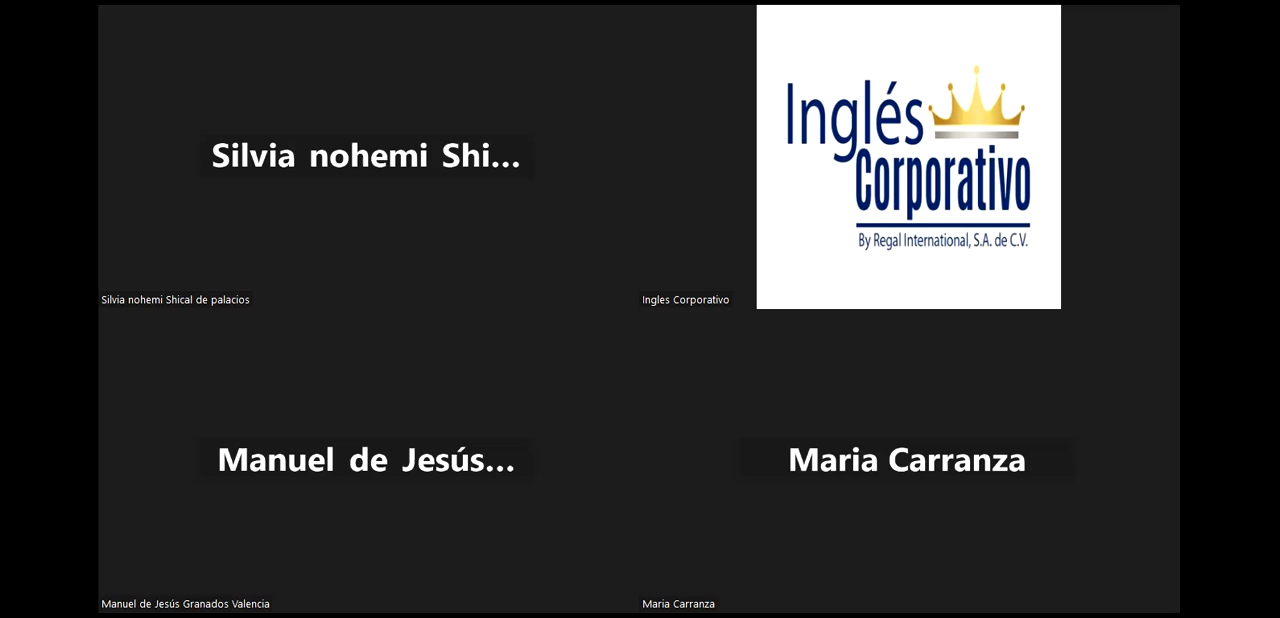 Silvia nohemi Shi...
Silvia nohemi Shical de palacios
Inglés
Corporativo
By Regal International, S.A. de C.V.
Ingles Corporativo
Manuel de Jesús...
Manuel de Jesús Granados Valencia
Maria Carranza
Maria Carranza